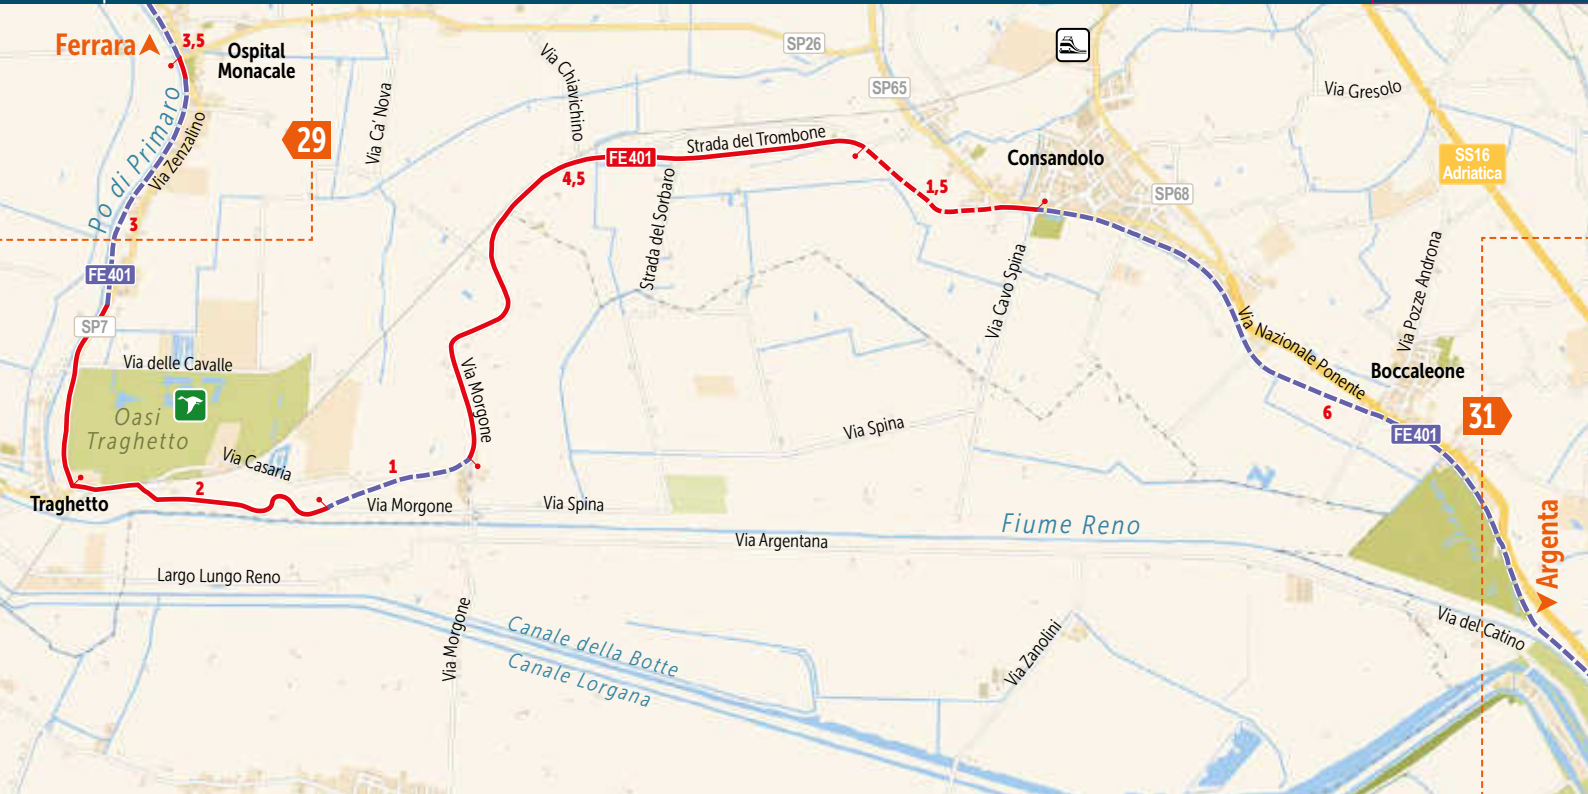 Ferrara
3,5
Ospital
Monacale
SP26
Via Chiavichino
SP65
Via Gresolo
Po di Primaro
Via Zenzalino
Via Ca' Nova
29
FE401
Strada del Trombone
Consandolo
SS16
Adriatica
4,5
1,5
SP68
3
Strada del Sorbaro
FE401
Via Cavo Spina
Via Pozze Androna
SP7
Via delle Cavalle
Via Nazionale Ponente
Boccaleone
Oasi
Traghetto
Via Morgone
Via Spina
6
31
FE401
Via Casaria
1
2
Traghetto
Via Morgone
Via Spina
Fiume Reno
Via Argentana
Argenta
Largo Lungo Reno
Via Morgone
Canale della Botte
Canale Lorgana
Via Zanolini
Via del Catino